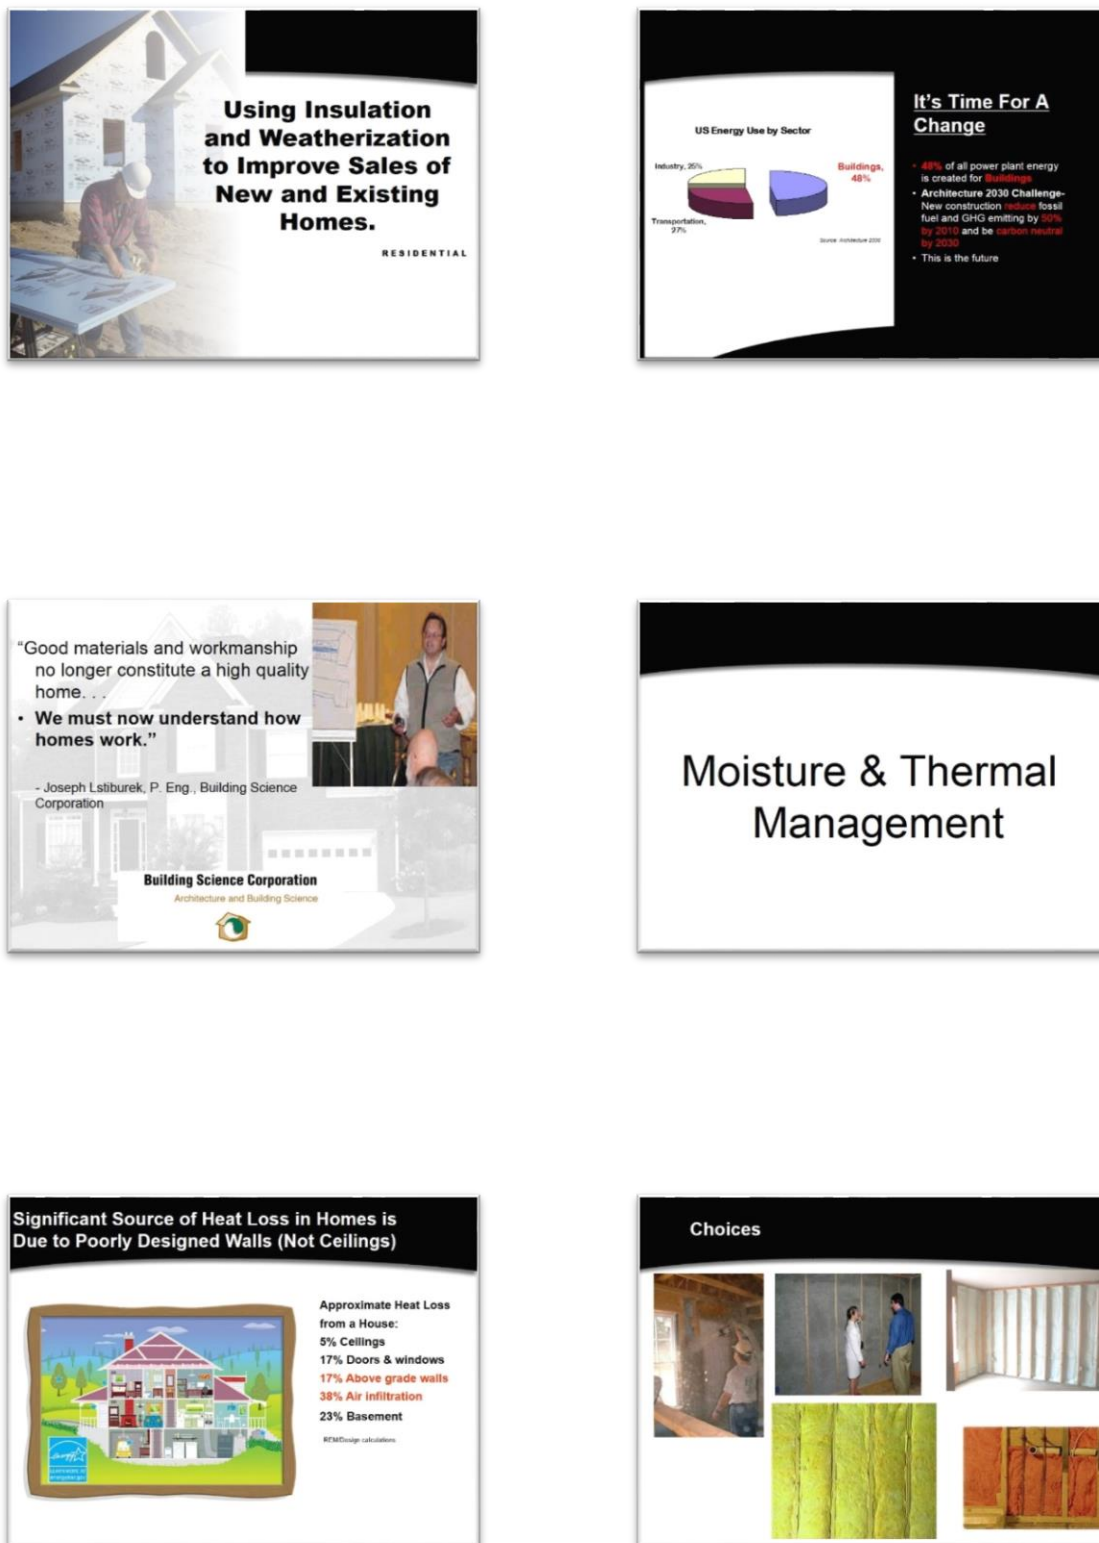 Using Insulation
and Weatherization
to Improve Sales of
New and Existing
Homes.
RESIDENTIAL
US Energy Use by Sector
Industry, 25%
Buildings,
48%
Transportation,
27%
Source: Architecture 2030
It's Time For A
Change
• 48% of all power plant energy
is created for Buildings
• Architecture 2030 Challenge-
New construction reduce fossil
fuel and GHG emitting by 50%
by 2010 and be carbon neutral
by 2030
• This is the future
“Good materials and workmanship
no longer constitute a high quality
home. . .
• We must now understand how
homes work.”
- Joseph Lstiburek, P. Eng., Building Science
Corporation
Building Science Corporation
Architecture and Building Science
Moisture & Thermal
Management
Significant Source of Heat Loss in Homes is
Due to Poorly Designed Walls (Not Ceilings)
Approximate Heat Loss
from a House:
5% Ceilings
17% Doors & windows
17% Above grade walls
38% Air infiltration
23% Basement
REM/Design calculations
Choices